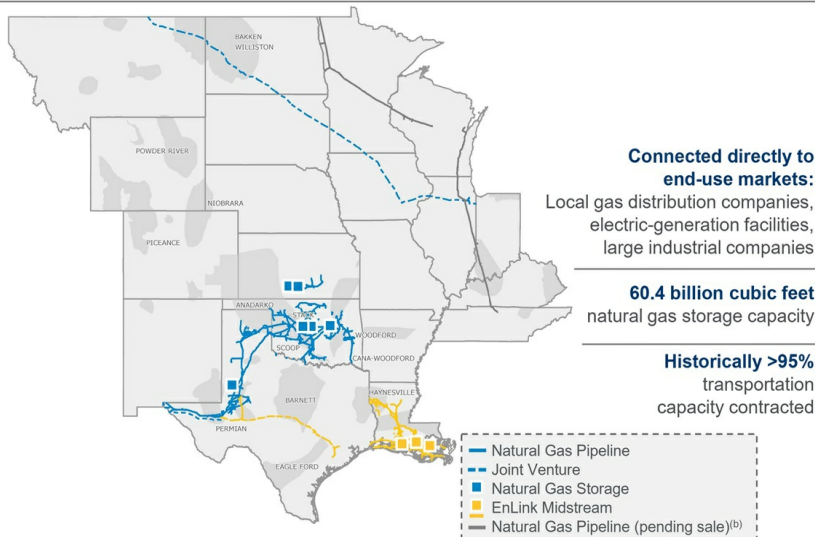 BAKKEN
WILLISTON
POWDER RIVER
NIOBRARA
PICEANCE
ANADARKO
STACK
SCOOP
WOODFORD
CANA-WOODFORD
BARNETT
HAYNESVILLE
PERMIAN
EAGLE FORD
Connected directly to
end-use markets:
Local gas distribution companies,
electric-generation facilities,
large industrial companies
60.4 billion cubic feet
natural gas storage capacity
Historically >95%
transportation
capacity contracted
Natural Gas Pipeline
Joint Venture
Natural Gas Storage
EnLink Midstream
Natural Gas Pipeline (pending sale)(b)